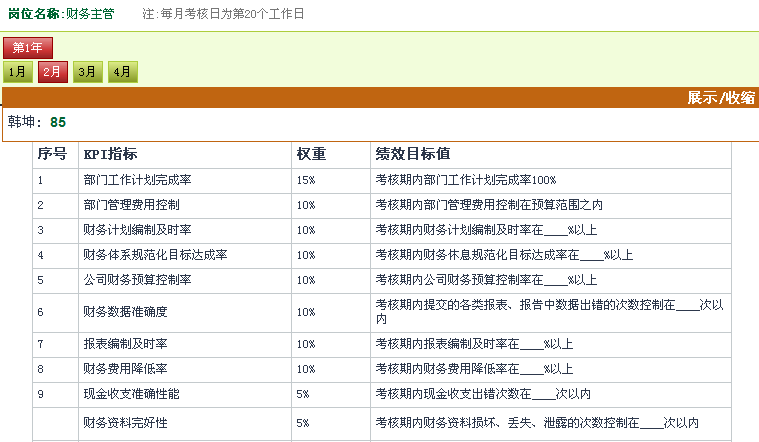 岗位名称:财务主管 注:每月考核日为第20个工作日
第1年
1月 2月 3月 4月
展示/收缩
韩坤: 85
序号 KPI指标 权重 绩效目标值
1 部门工作计划完成率 15% 考核期内部门工作计划完成率100%
2 部门管理费用控制 10% 考核期内部门管理费用控制在预算范围之内
3 财务计划编制及时率 10% 考核期内财务计划编制及时率在____%以上
4 财务体系规范化目标达成率 10% 考核期内财务休息规范化目标达成率在____%以上
5 公司财务预算控制率 10% 考核期内公司财务预算控制率在____%以上
6 财务数据准确度 10% 考核期内提交的各类报表、报告中数据出错的次数控制在____次以
内
7 报表编制及时率 10% 考核期内报表编制及时率在____%以上
8 财务费用降低率 10% 考核期内财务费用降低率在____%以上
9 现金收支准确性能 5% 考核期内现金收支出错次数在____次以内
财务资料完好性 5% 考核期内财务资料损坏、丢失、泄露的次数控制在____次以内